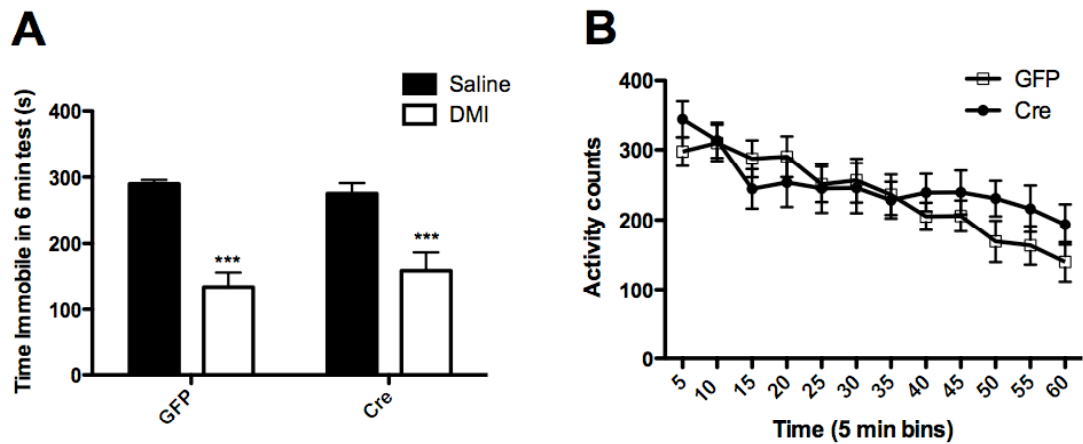 A
Saline
DMI
Time Immobile in 6 min test (s)
400
300
200
100
0
***
***
GFP
Cre
B
GFP
Cre
Activity counts
400
300
200
100
0
5
10
15
20
25
30
35
40
45
50
55
60
Time (5 min bins)